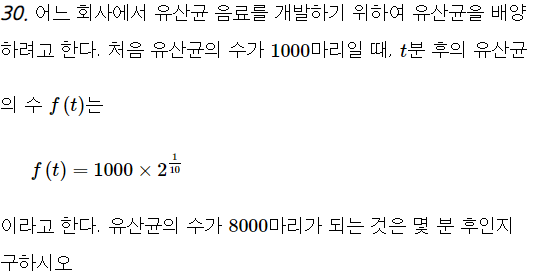 30. 어느 회사에서 유산균 음료를 개발하기 위하여 유산균을 배양
하려고 한다. 처음 유산균의 수가 1000마리일 때, t분 후의 유산균
의 수 f(t)는
f(t) = 1000 × 2^{\frac{1}{10}}
이라고 한다. 유산균의 수가 8000마리가 되는 것은 몇 분 후인지
구하시오